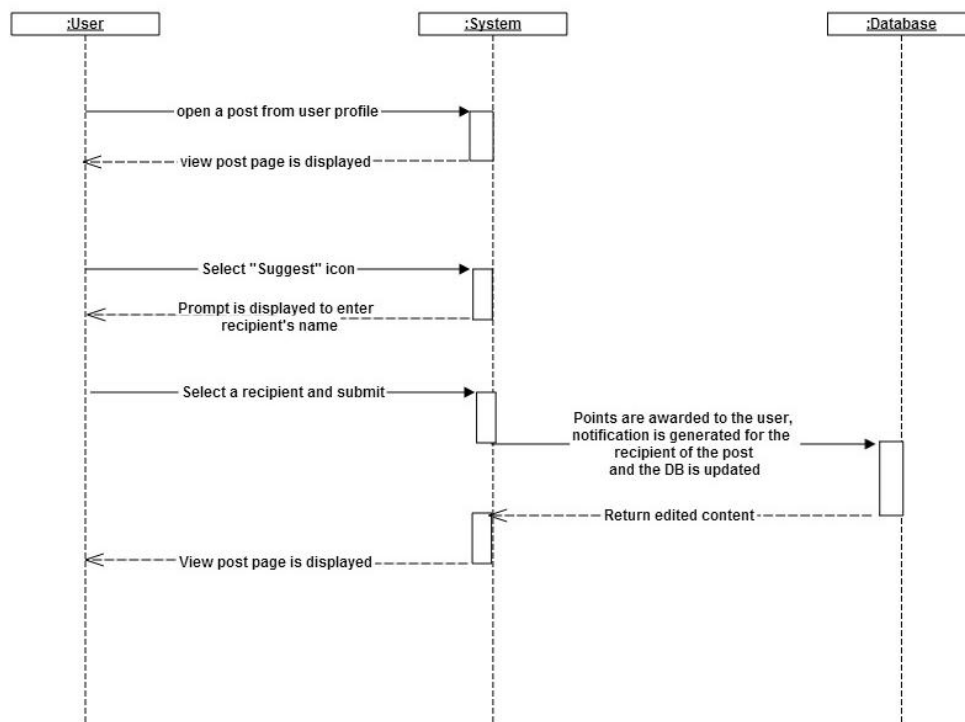 :User
:System
:Database
open a post from user profile
view post page is displayed
Select "Suggest" icon
Prompt is displayed to enter
recipient's name
Select a recipient and submit
Points are awarded to the user,
notification is generated for the
recipient of the post
and the DB is updated
Return edited content
View post page is displayed